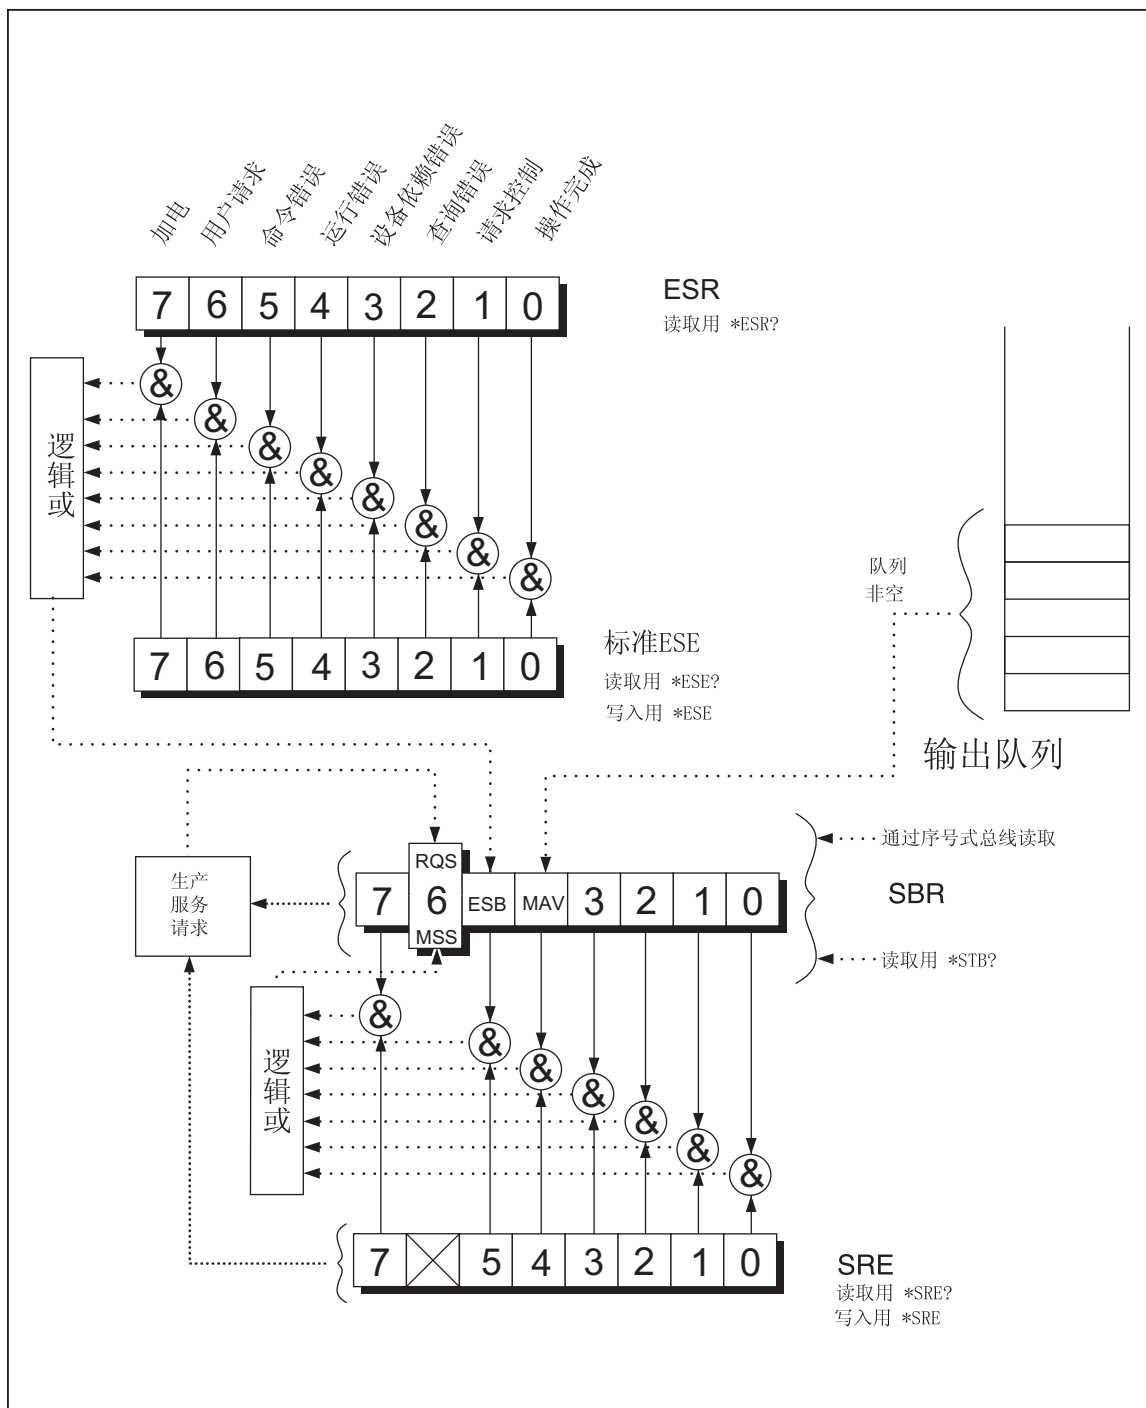 加电
用户请求
命令错误
运行错误
设备依赖错误
查询错误
请求控制
操作完成
7 6 5 4 3 2 1 0
ESR
读取用 *ESR?
& & & & & & & &
逻辑或
队列
非空
7 6 5 4 3 2 1 0
标准ESE
读取用 *ESE?
写入用 *ESE
输出队列
通过序号式总线读取
生产
服务
请求
RQS
7 6 ESB MAV 3 2 1 0
MSS
SBR
读取用 *STB?
& & & & & & &
逻辑或
7 5 4 3 2 1 0
SRE
读取用 *SRE?
写入用 *SRE